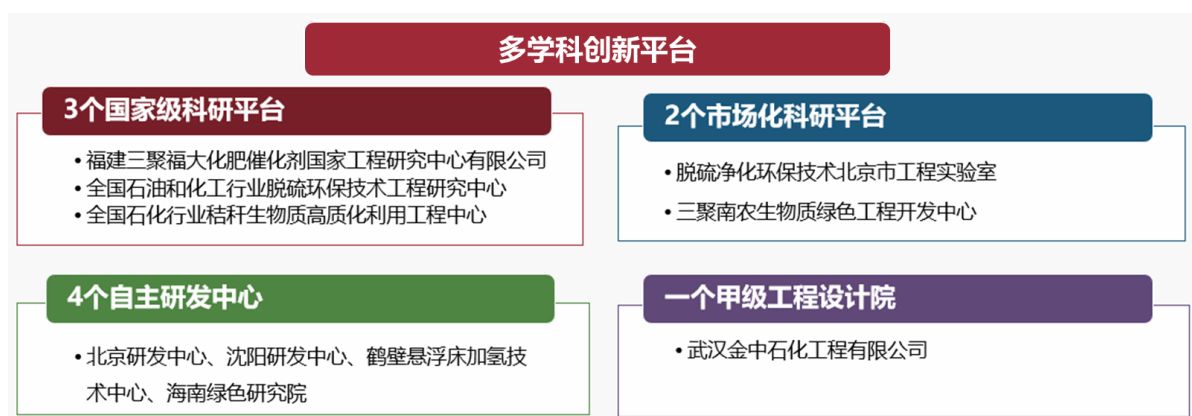 多学科创新平台
3个国家级科研平台
• 福建三聚福大化肥催化剂国家工程研究中心有限公司
• 全国石油和化工行业脱硫环保技术工程研究中心
• 全国石化行业秸秆生物质高质化利用工程中心
2个市场化科研平台
• 脱硫净化环保技术北京市工程实验室
• 三聚南农生物质绿色工程开发中心
4个自主研发中心
• 北京研发中心、沈阳研发中心、鹤壁悬浮床加氢技
术中心、海南绿色研究院
一个甲级工程设计院
• 武汉金中石化工程有限公司